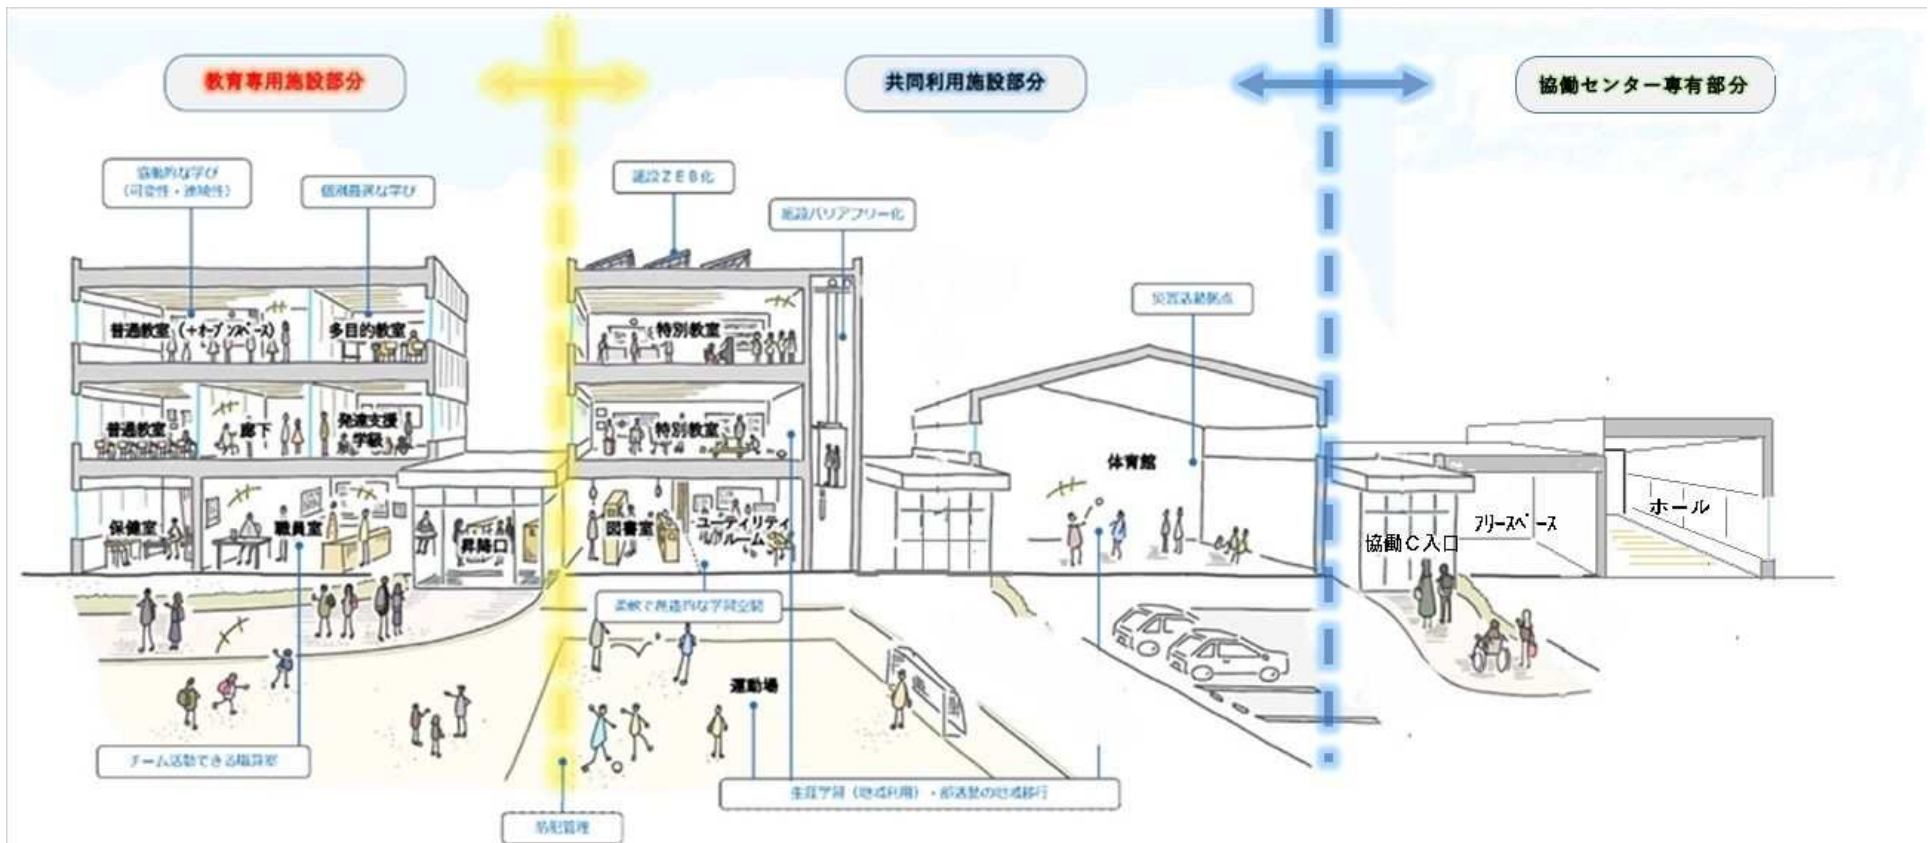 教育専用施設部分
共同利用施設部分
協働センター専有部分
協働的な学び
(可変性・連続性)
個別最適な学び
施設ZEB化
施設バリアフリー化
災害活動拠点
普通教室(+オープンスペース)
多目的教室
特別教室
普通教室
廊下
発達支援
学級
特別教室
体育館
保健室
職員室
昇降口
図書室
ユーティリティ
ルーム
協働C入口
フリースペース
ホール
柔軟で創造的な学習空間
運動場
チーム活動できる職員室
生涯学習(地域利用)・部活動の地域移行
防犯管理